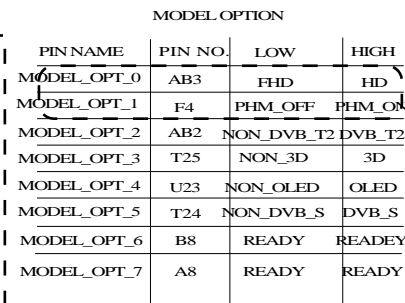 MODEL OPTION
PIN NAME PIN NO. LOW HIGH
MODEL_OPT_0 AB3 FHD HD
MODEL_OPT_1 F4 PHM_OFF PHM_ON
MODEL_OPT_2 AB2 NON_DVB_T2 DVB_T2
MODEL_OPT_3 T25 NON_3D 3D
MODEL_OPT_4 U23 NON_OLED OLED
MODEL_OPT_5 T24 NON_DVB_S DVB_S
MODEL_OPT_6 B8 READY READEY
MODEL_OPT_7 A8 READY READY